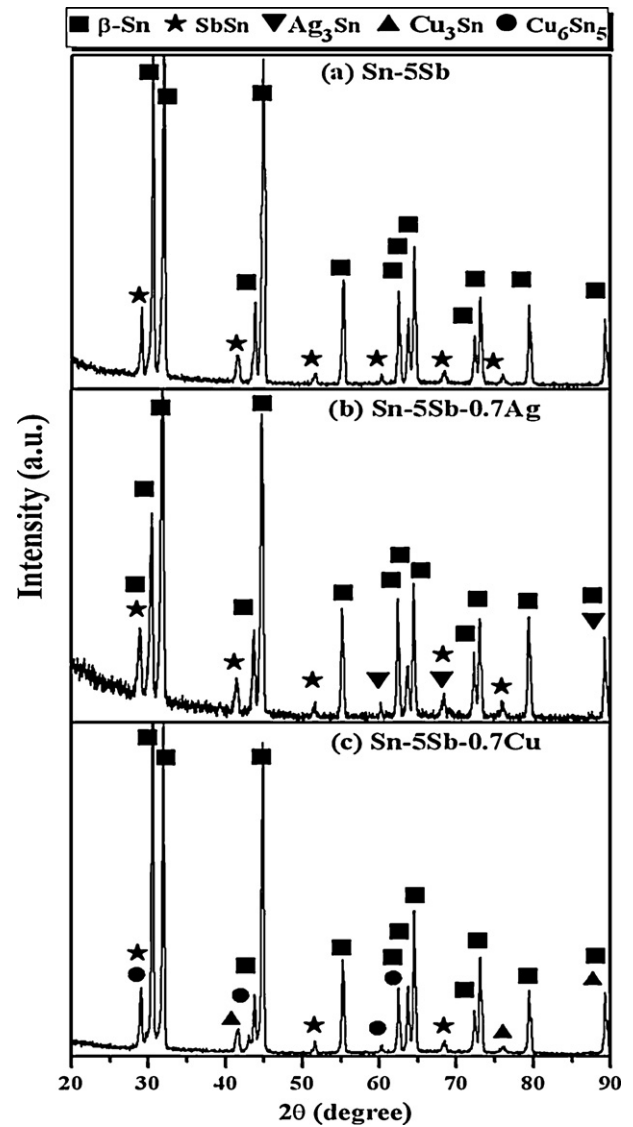 ■ β-Sn ★ SbSn ▼ Ag₃Sn ▲ Cu₃Sn ● Cu₆Sn₅
(a) Sn-5Sb
(b) Sn-5Sb-0.7Ag
(c) Sn-5Sb-0.7Cu
Intensity (a.u.)
20 30 40 50 60 70 80 90
2θ (degree)